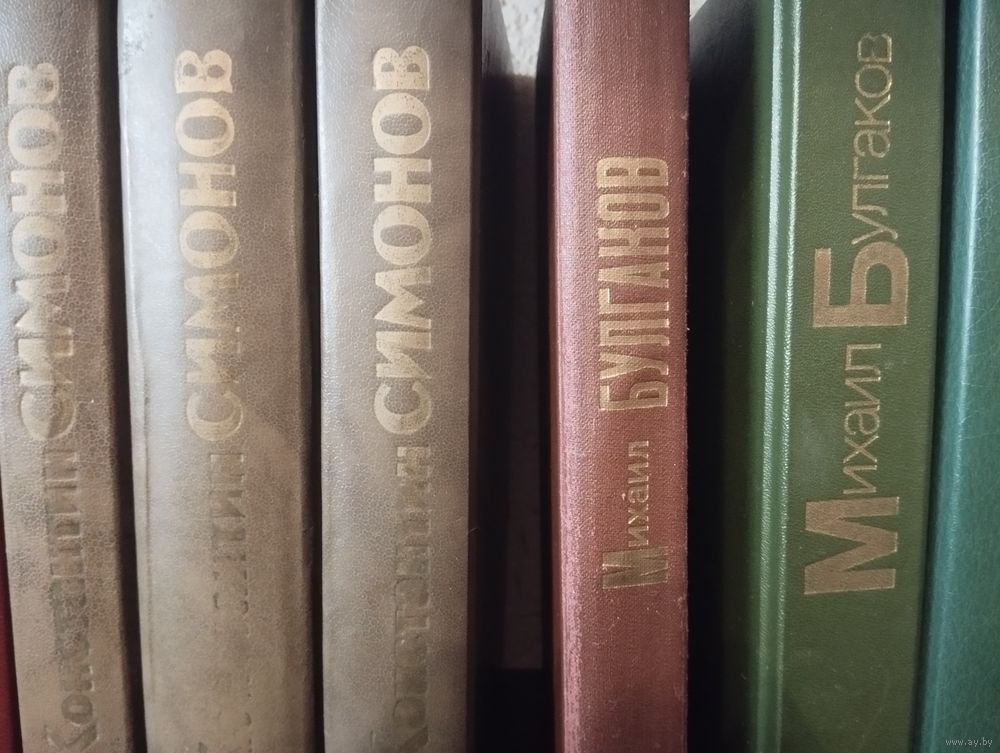 Константин СИМОНОВ
СИМОНОВ
Константин СИМОНОВ
Михаил БУЛГАКОВ
Михаил Булгаков
www.ay.by